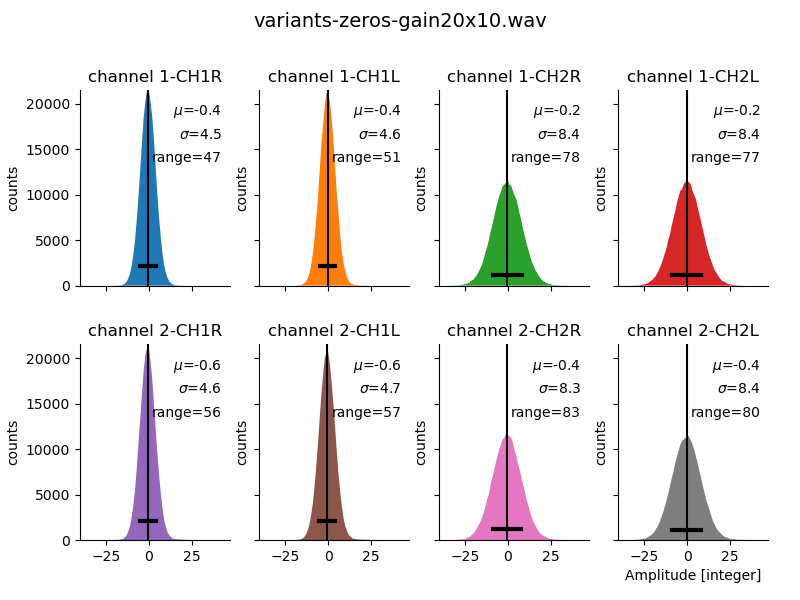 variants-zeros-gain20x10.wav
channel 1-CH1R
channel 1-CH1L
channel 1-CH2R
channel 1-CH2L
20000
15000
10000
5000
0
counts
μ=-0.4
σ=4.5
range=47
counts
μ=-0.4
σ=4.6
range=51
counts
μ=-0.2
σ=8.4
range=78
counts
μ=-0.2
σ=8.4
range=77
channel 2-CH1R
channel 2-CH1L
channel 2-CH2R
channel 2-CH2L
20000
15000
10000
5000
0
counts
μ=-0.6
σ=4.6
range=56
−25 0 25
counts
μ=-0.6
σ=4.7
range=57
−25 0 25
counts
μ=-0.4
σ=8.3
range=83
−25 0 25
counts
μ=-0.4
σ=8.4
range=80
−25 0 25
Amplitude [integer]